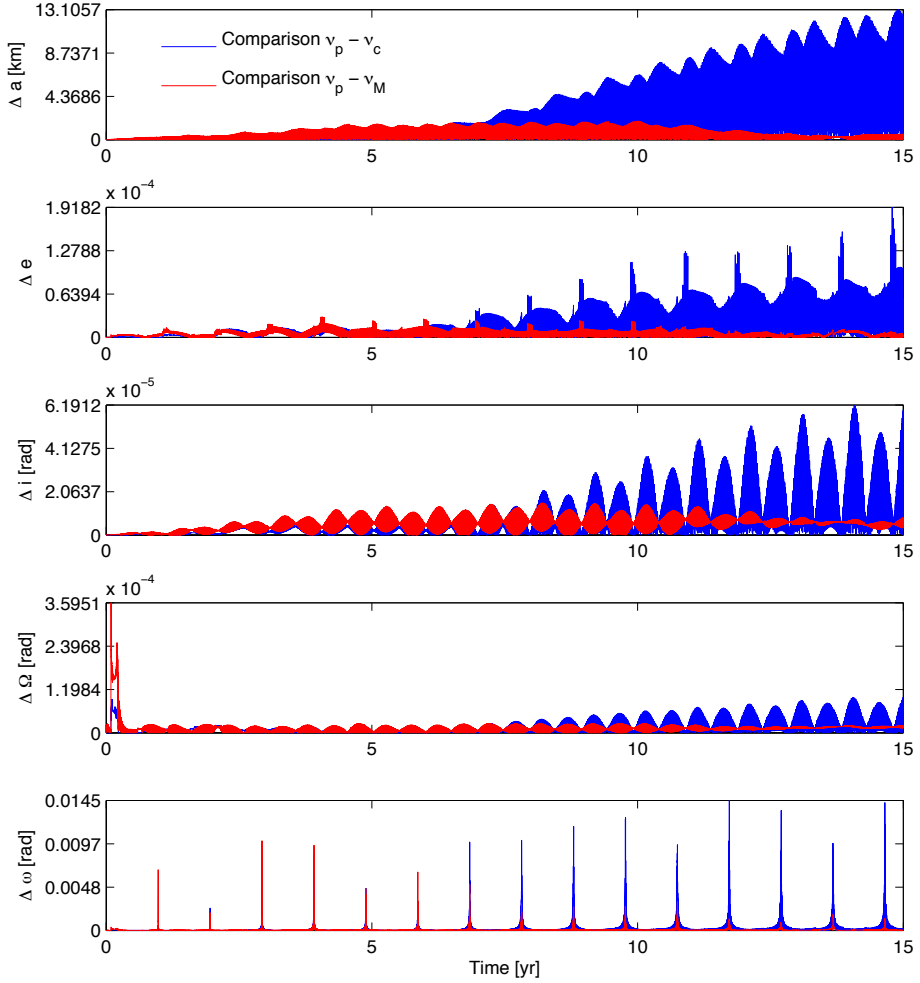 13.1057
8.7371
4.3686
0
Δ a [km]
Comparison ν_p − ν_c
Comparison ν_p − ν_M
0 5 10 15
x 10^−4
1.9182
1.2788
0.6394
0
Δ e
0 5 10 15
x 10^−5
6.1912
4.1275
2.0637
0
Δ i [rad]
0 5 10 15
x 10^−4
3.5951
2.3968
1.1984
0
Δ Ω [rad]
0 5 10 15
0.0145
0.0097
0.0048
0
Δ ω [rad]
0 5 10 15
Time [yr]